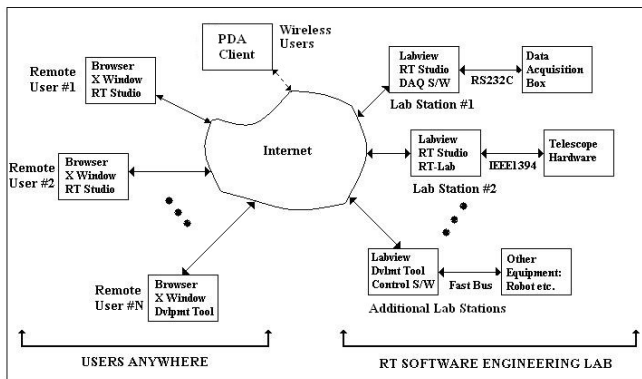 PDA
Client
Wireless
Users
Remote
User #1
Browser
X Window
RT Studio
Labview
RT Studio
DAQ S/W
RS232C
Data
Acquisition
Box
Lab Station #1
Internet
Remote
User #2
Browser
X Window
RT Studio
Labview
RT Studio
RT-Lab
IEEE1394
Telescope
Hardware
Lab Station #2
Remote
User #N
Browser
X Window
Dvlpmt Tool
Labview
Dvlmt Tool
Control S/W
Fast Bus
Other
Equipment:
Robot etc.
Additional Lab Stations
USERS ANYWHERE
RT SOFTWARE ENGINEERING LAB